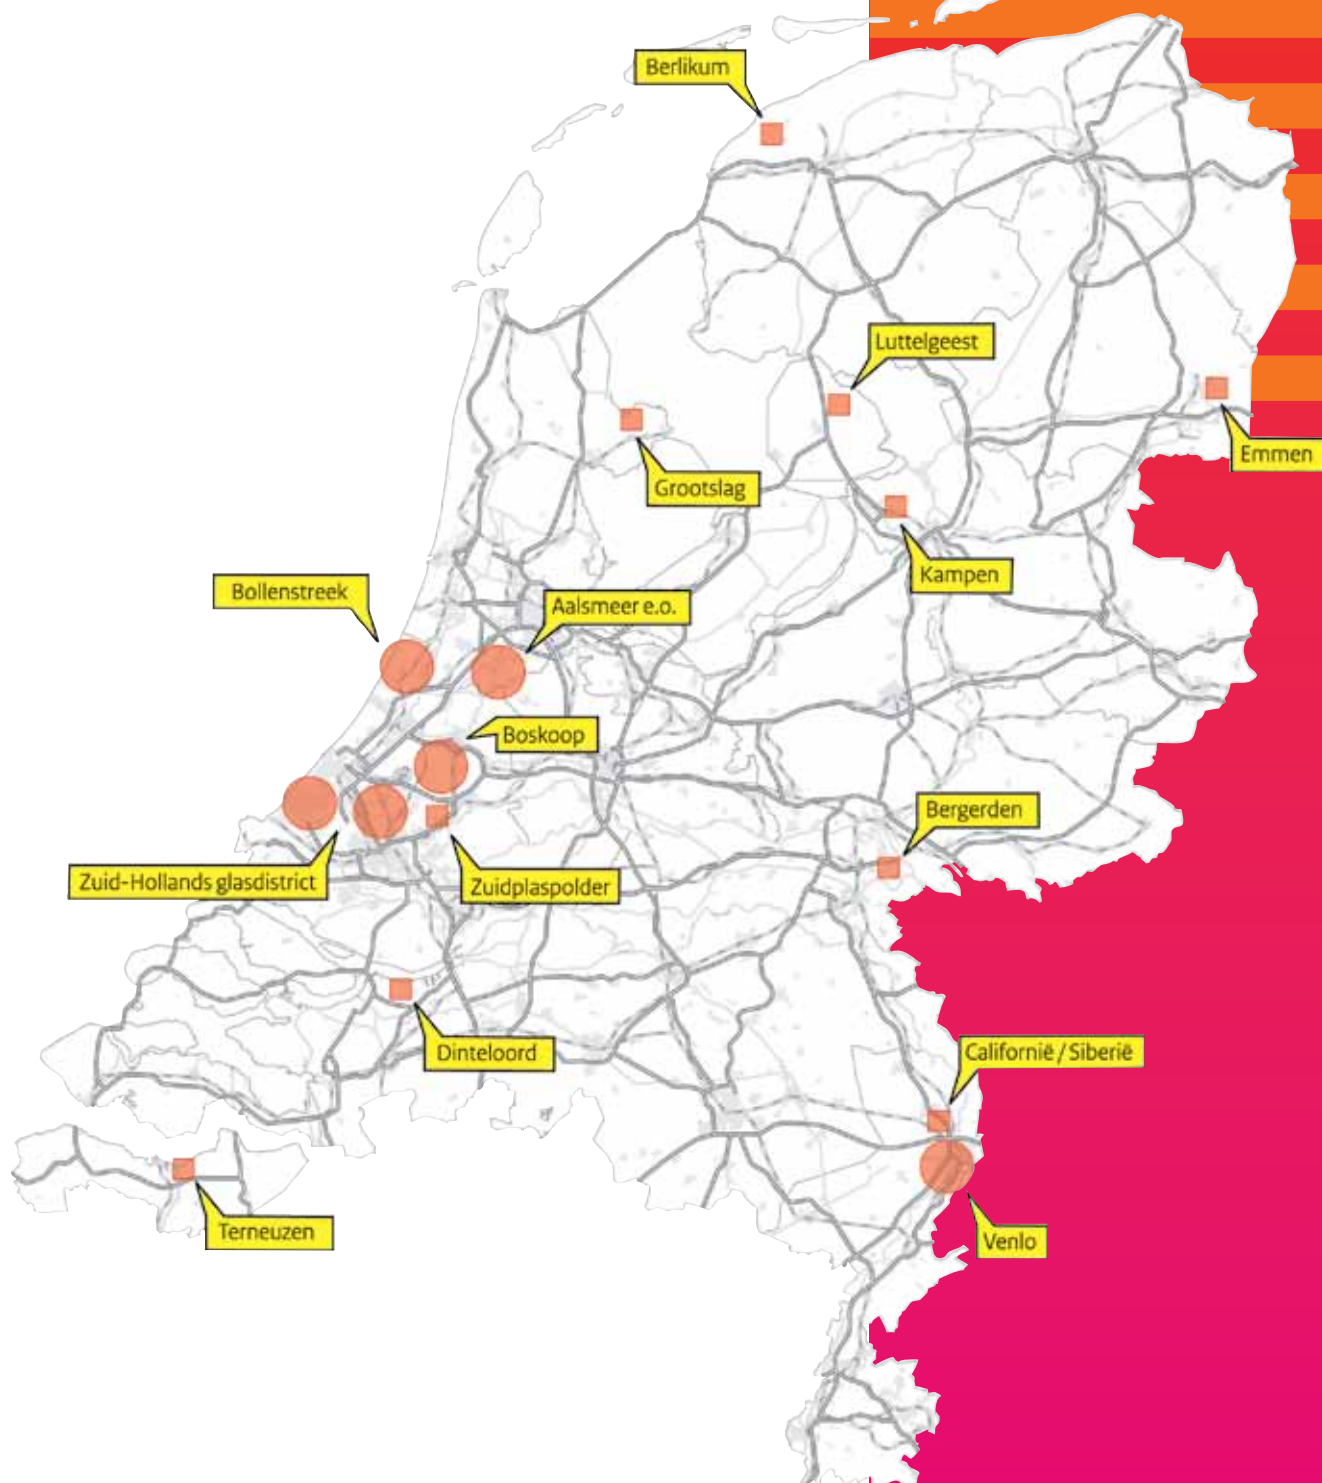 Berlikum
Luttelgeest
Emmen
Grootslag
Kampen
Bollenstreek
Aalsmeer e.o.
Boskoop
Bergerden
Zuid-Hollands glasdistrict
Zuidplaspolder
Dinteloord
Californië / Siberië
Terneuzen
Venlo